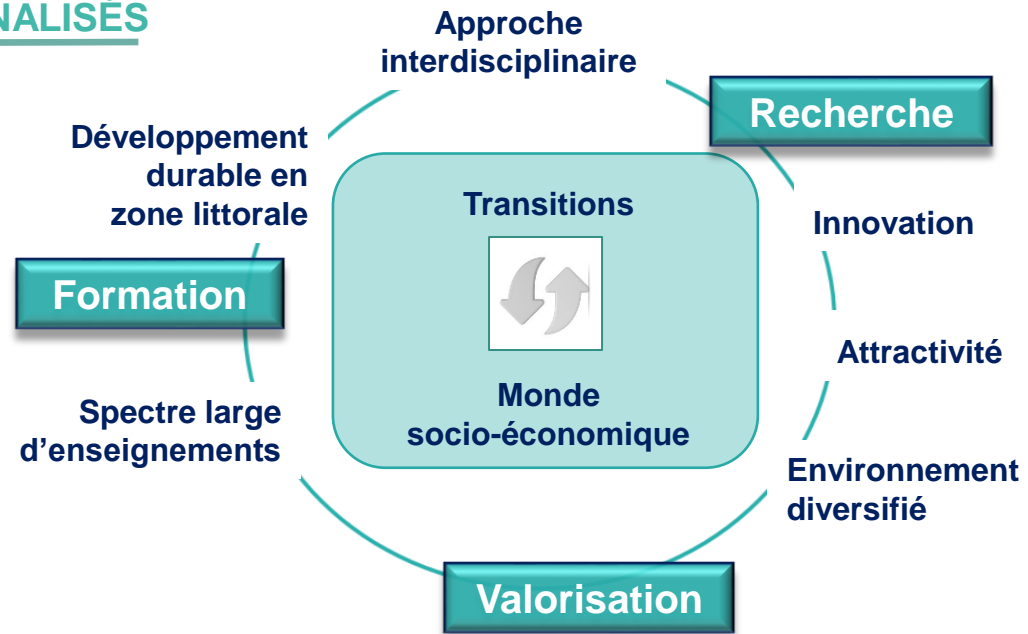 NALISÉS
Approche
interdisciplinaire
Recherche
Développement
durable en
zone littorale
Transitions
Innovation
Formation
Attractivité
Monde
socio-économique
Spectre large
d’enseignements
Environnement
diversifié
Valorisation